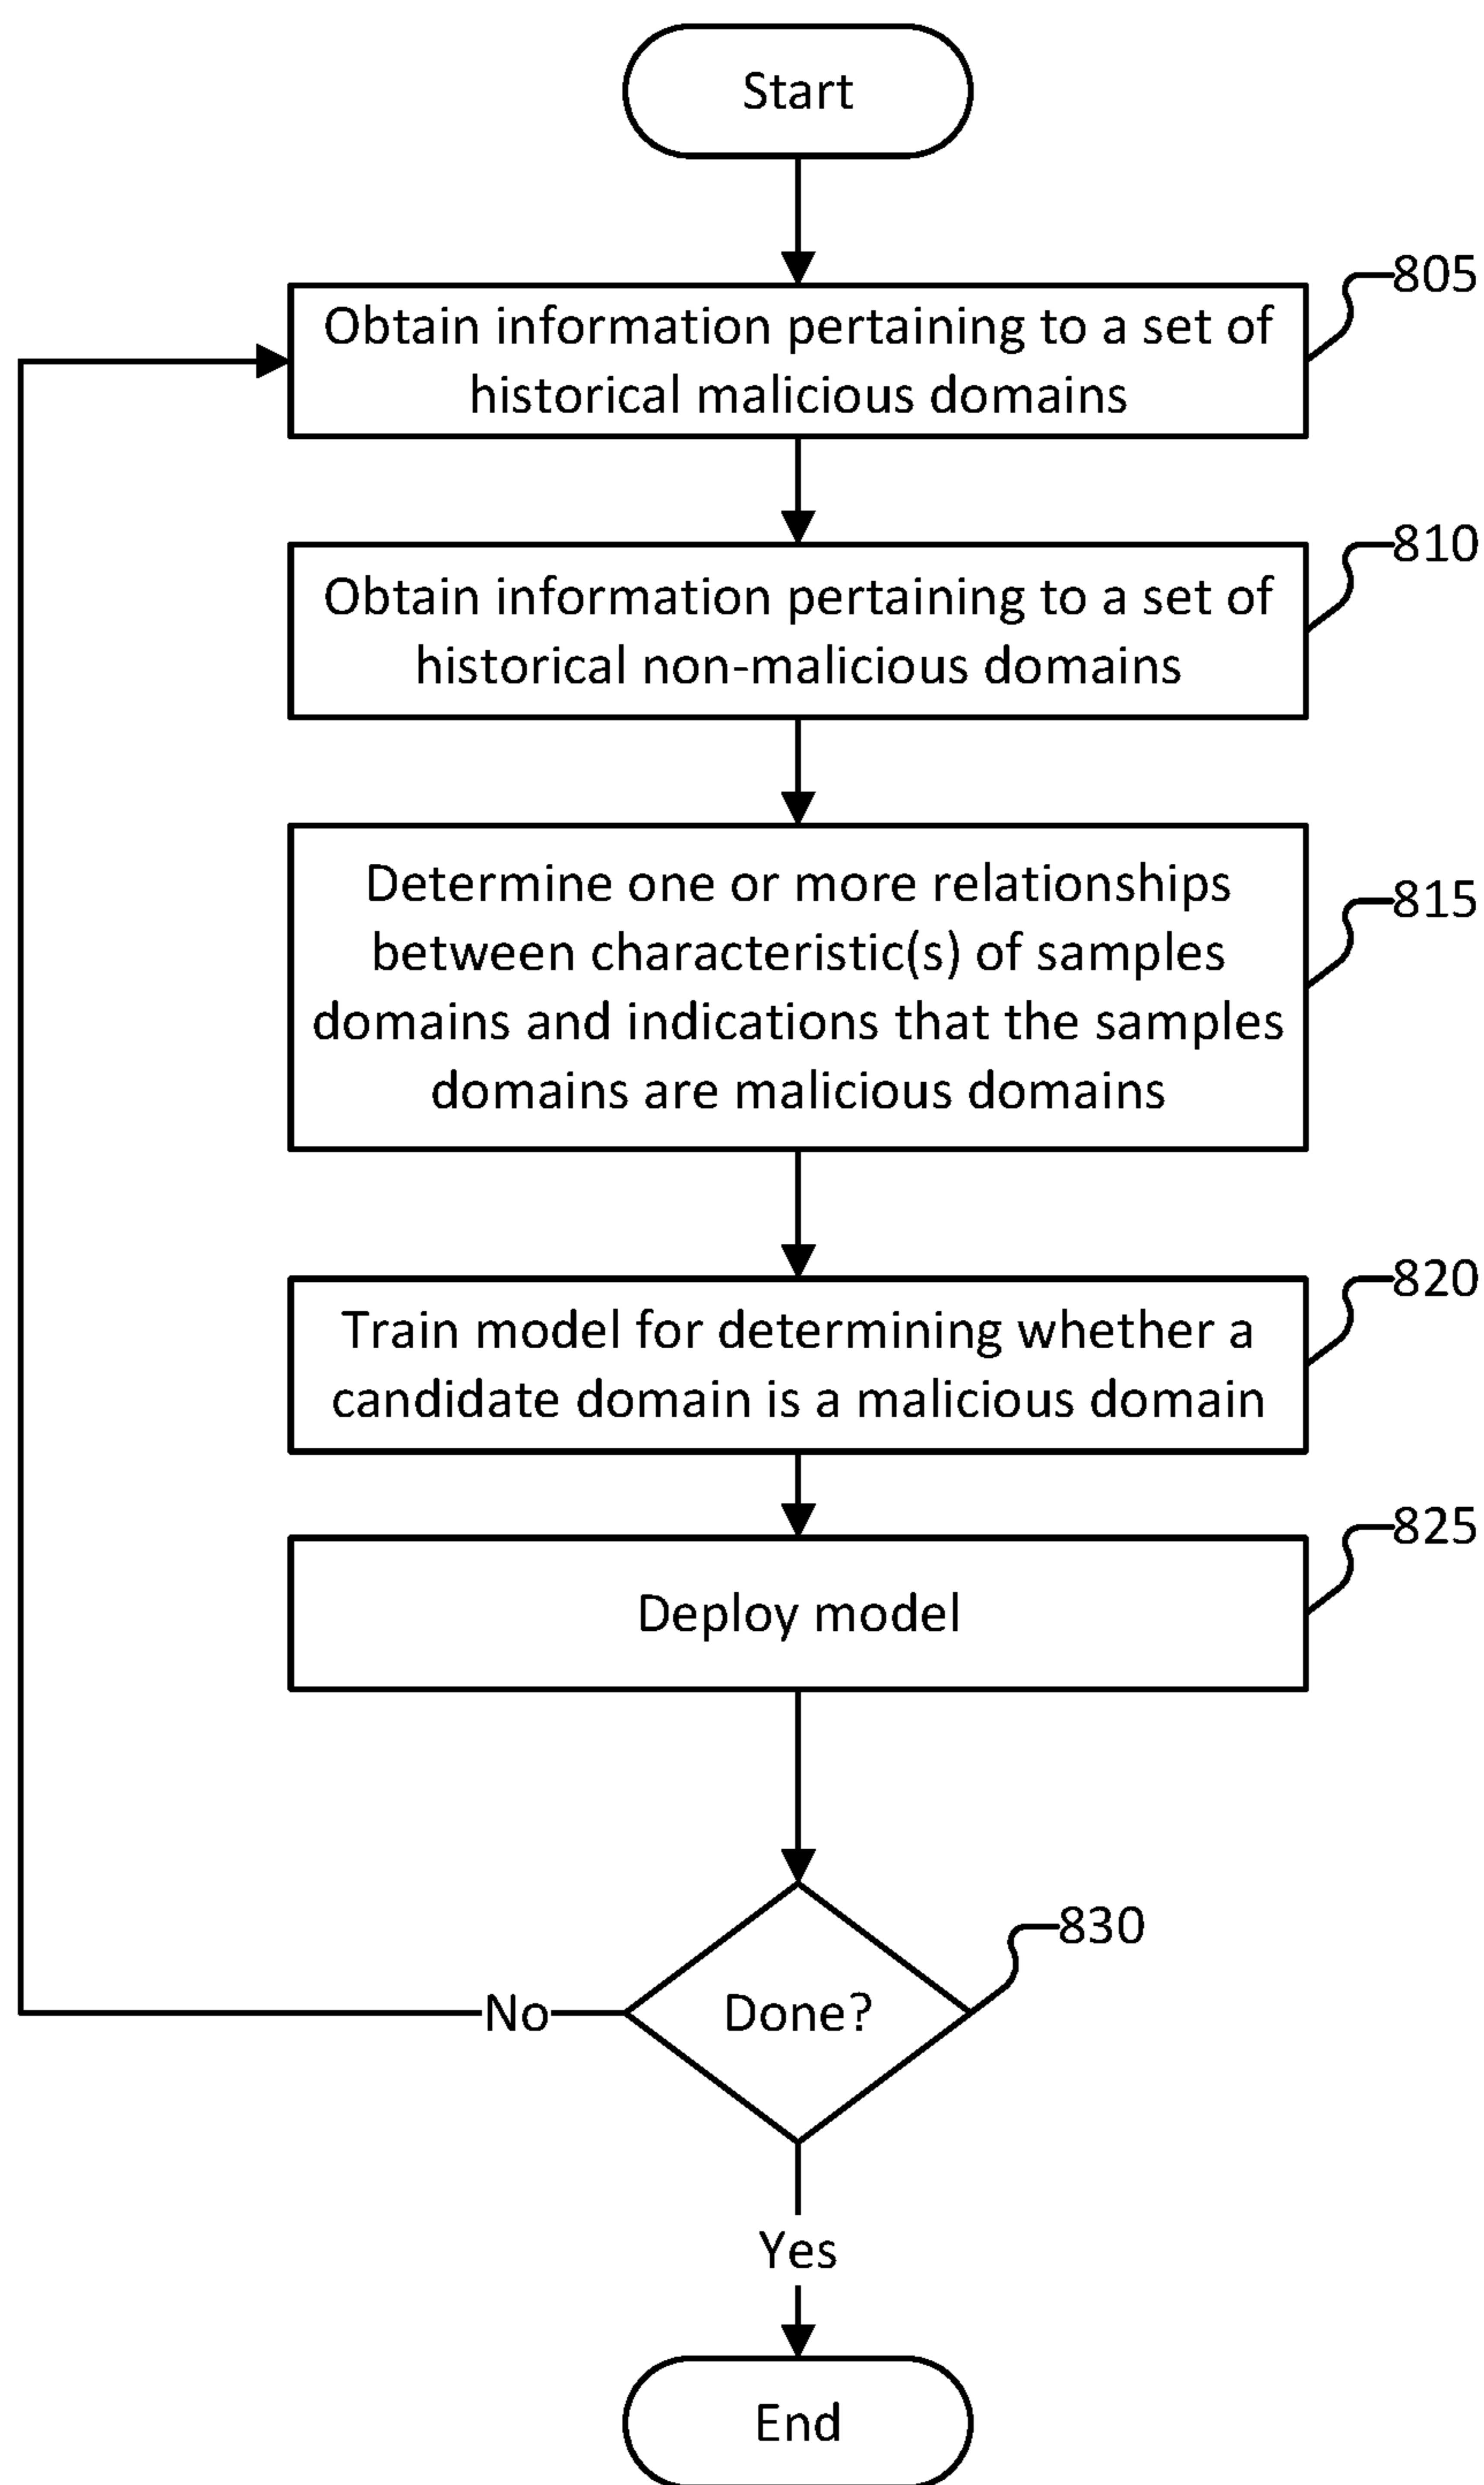 Start
805
Obtain information pertaining to a set of
historical malicious domains
810
Obtain information pertaining to a set of
historical non-malicious domains
815
Determine one or more relationships
between characteristic(s) of samples
domains and indications that the samples
domains are malicious domains
820
Train model for determining whether a
candidate domain is a malicious domain
825
Deploy model
830
Done?
No
Yes
End